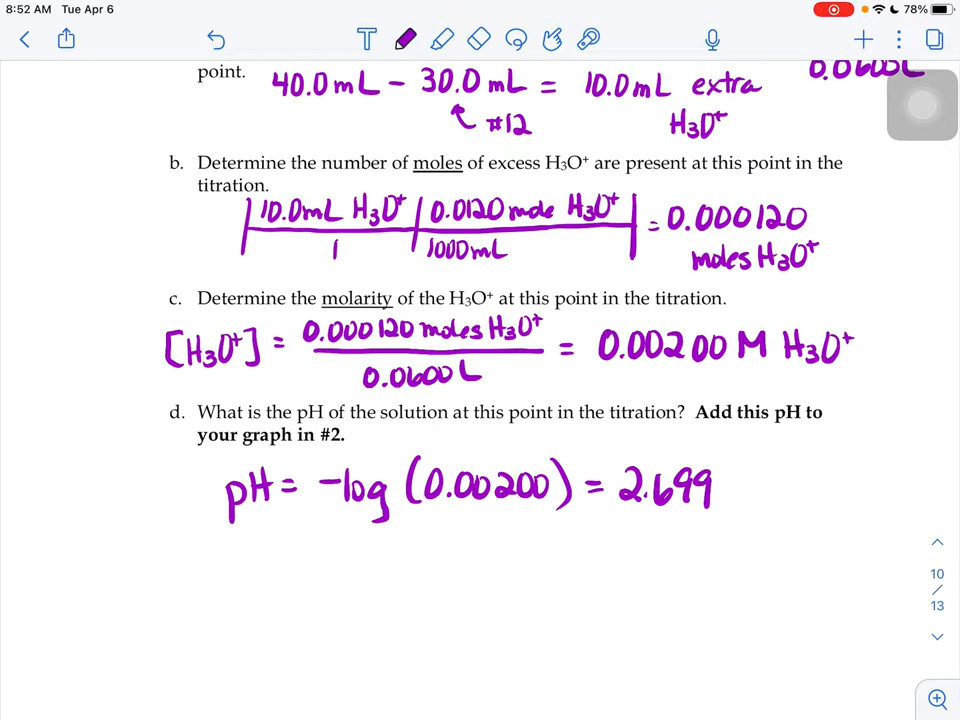 8:52 AM Tue Apr 6
78%
T
0.0600L
point. 40.0 mL – 30.0 mL = 10.0 mL extra
#12 H₃O⁺
b. Determine the number of moles of excess H₃O⁺ are present at this point in the
titration.
10.0mL H₃O⁺ | 0.0120 mole H₃O⁺ = 0.000120
1 | 1000mL moles H₃O⁺
c. Determine the molarity of the H₃O⁺ at this point in the titration.
[H₃O⁺] = 0.000120 moles H₃O⁺ = 0.00200 M H₃O⁺
0.0600 L
d. What is the pH of the solution at this point in the titration? Add this pH to
your graph in #2.
pH = -log (0.00200) = 2.699
10
/
13